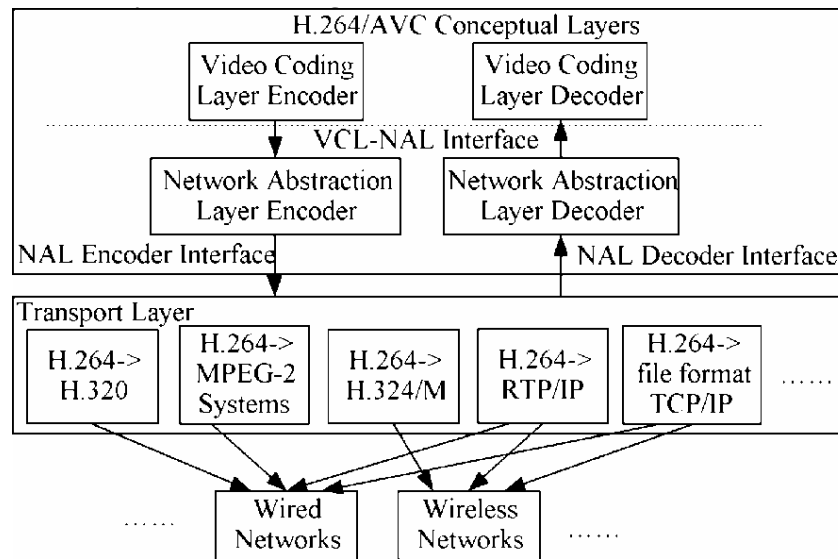 H.264/AVC Conceptual Layers
Video Coding
Layer Encoder
Video Coding
Layer Decoder
VCL-NAL Interface
Network Abstraction
Layer Encoder
Network Abstraction
Layer Decoder
NAL Encoder Interface
NAL Decoder Interface
Transport Layer
H.264->
H.320
H.264->
MPEG-2
Systems
H.264->
H.324/M
H.264->
RTP/IP
H.264->
file format
TCP/IP
……
……
Wired
Networks
Wireless
Networks
……